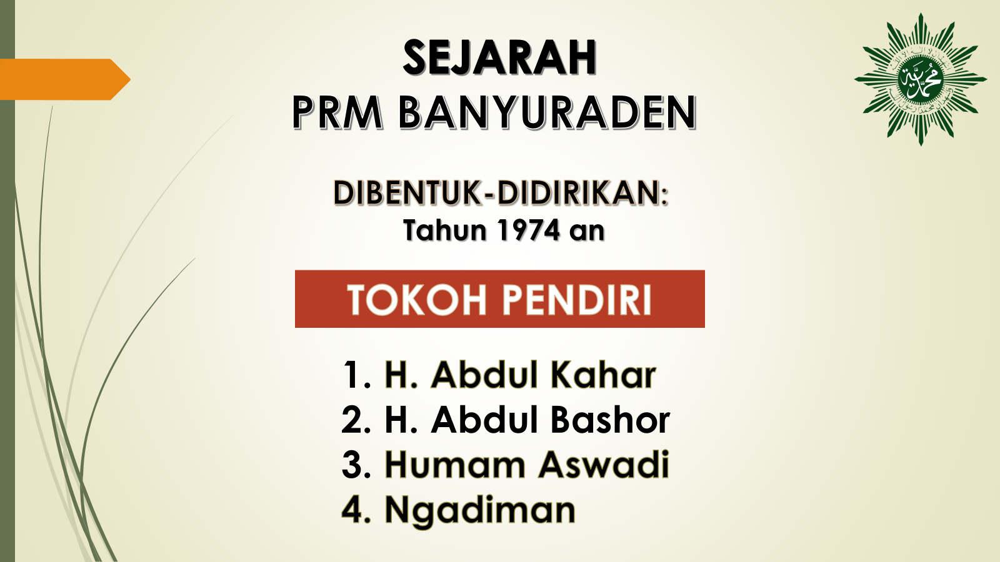 SEJARAH
PRM BANYURADEN
DIBENTUK-DIDIRIKAN:
Tahun 1974 an
TOKOH PENDIRI
1. H. Abdul Kahar
2. H. Abdul Bashor
3. Humam Aswadi
4. Ngadiman
محمدية